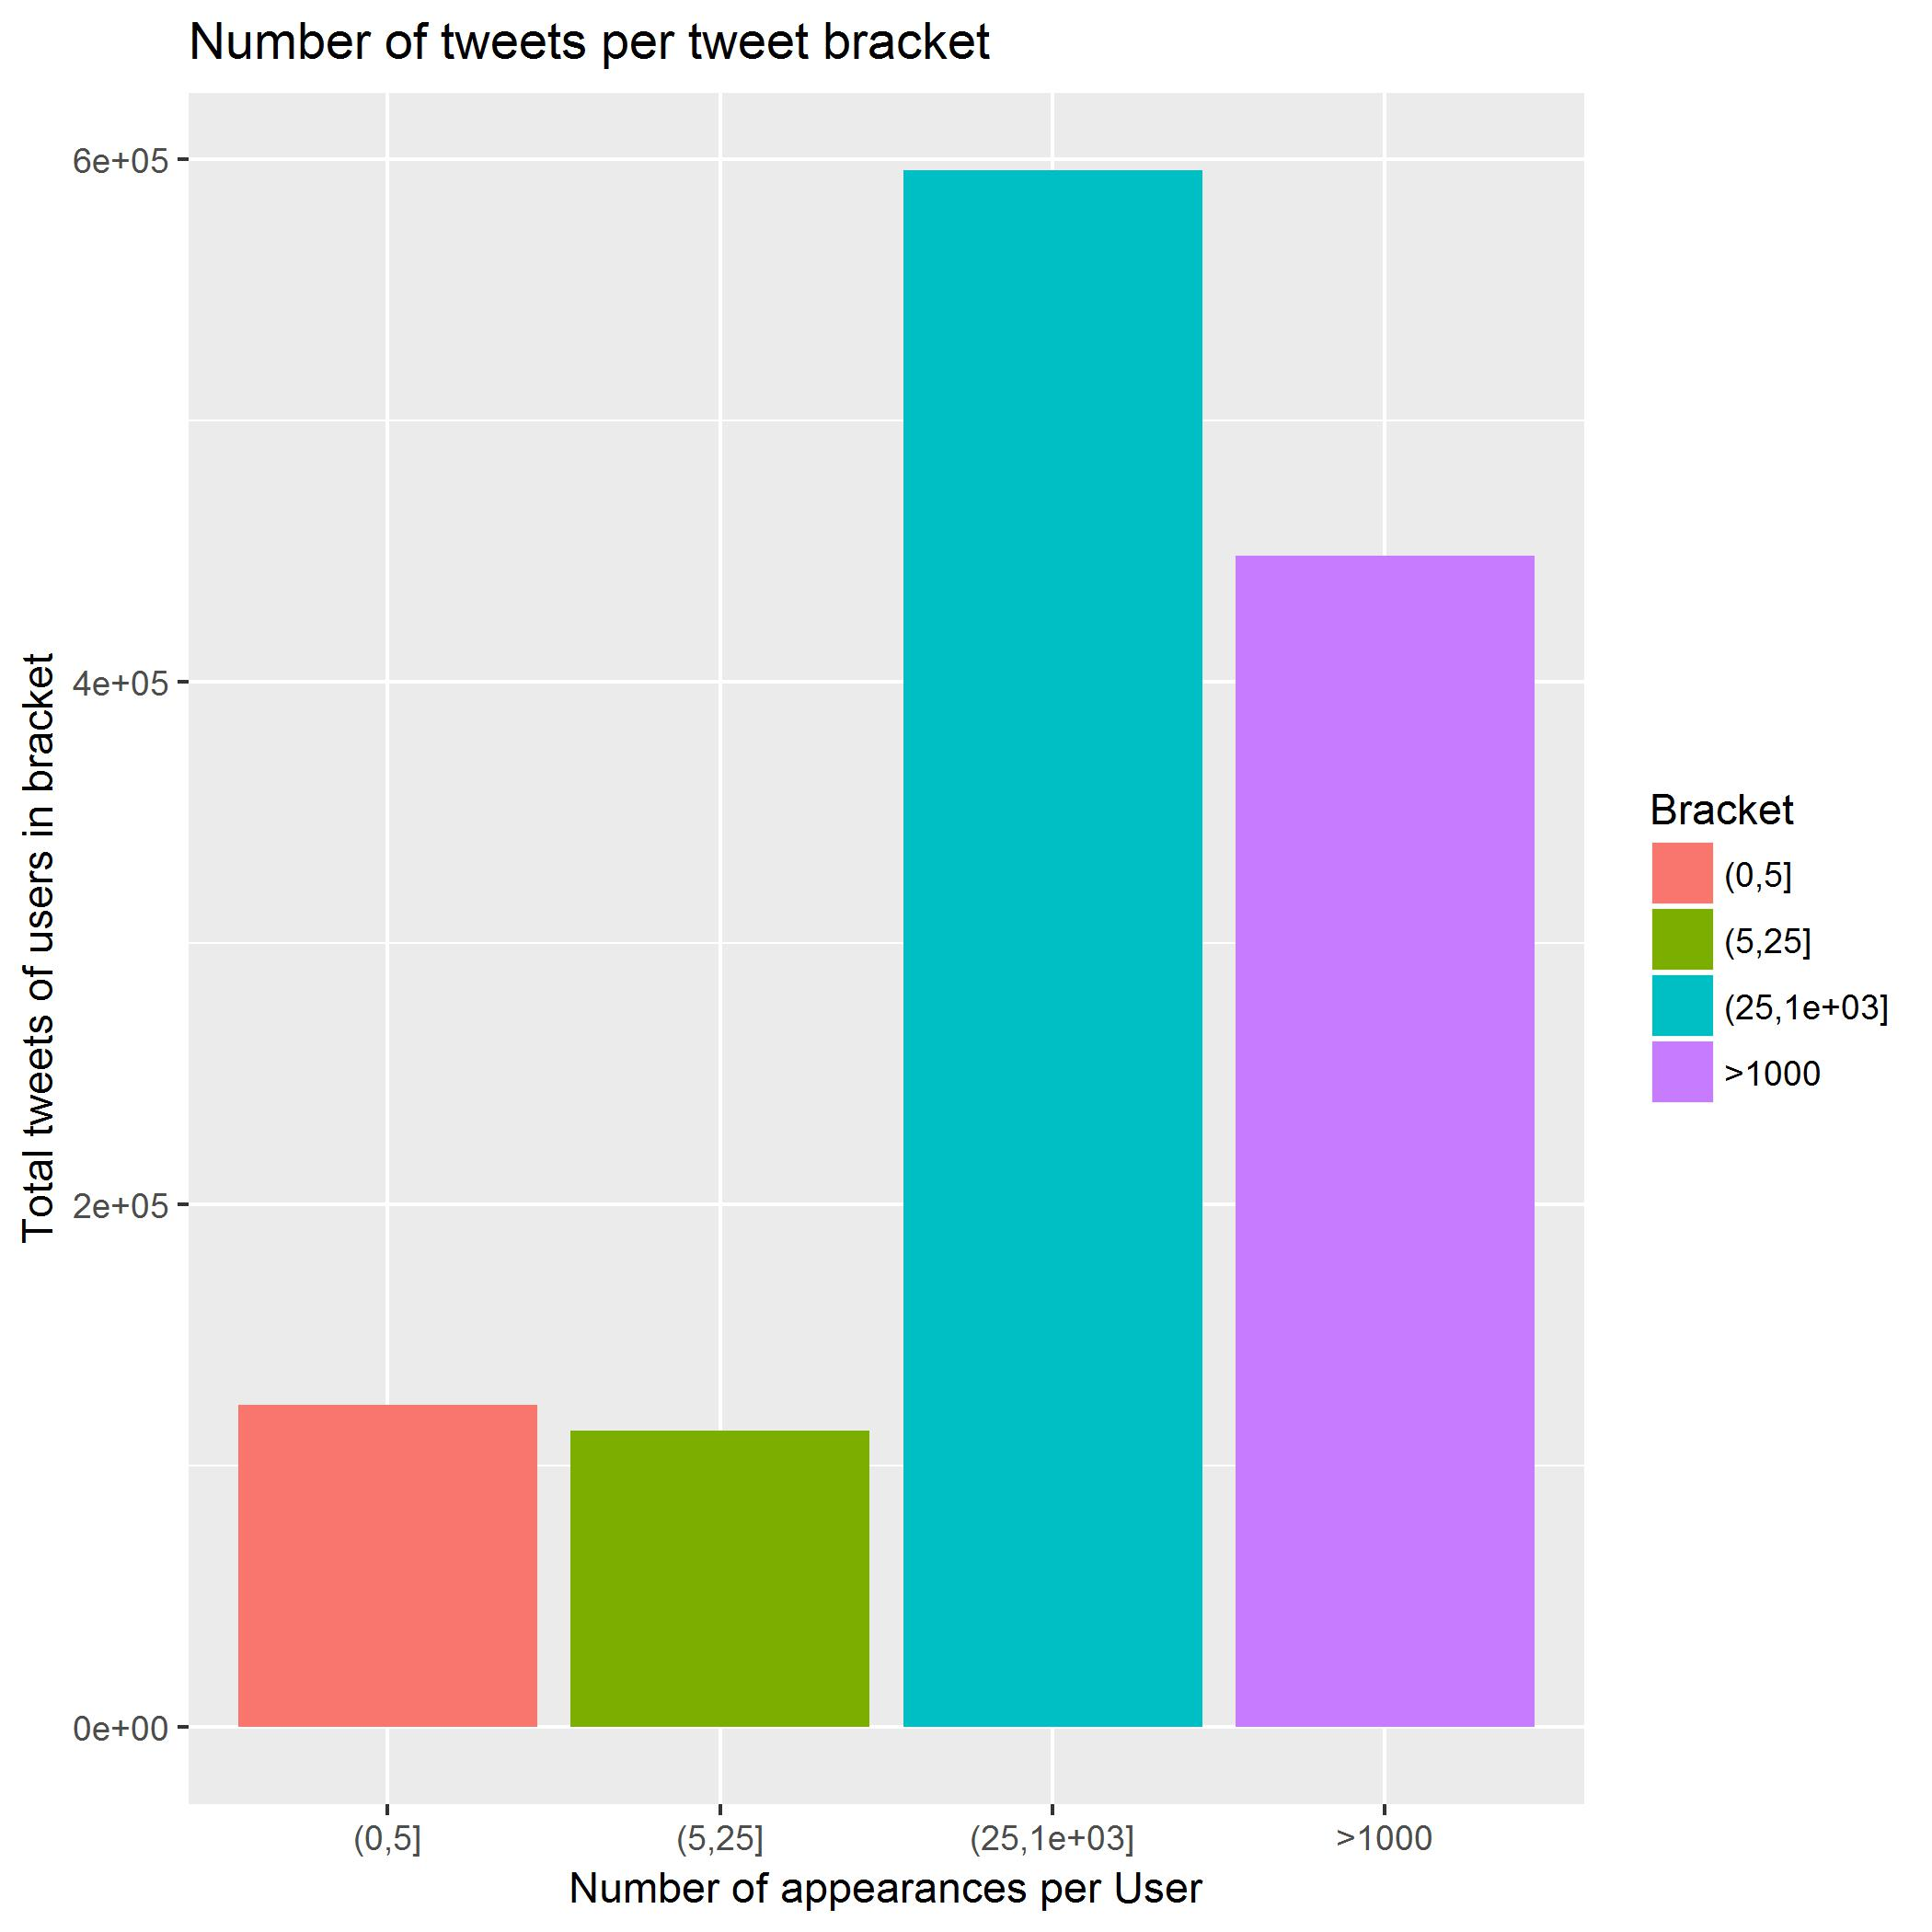 Number of tweets per tweet bracket
Total tweets of users in bracket
6e+05
4e+05
2e+05
0e+00
(0,5]
(5,25]
(25,1e+03]
>1000
Number of appearances per User
Bracket
(0,5]
(5,25]
(25,1e+03]
>1000